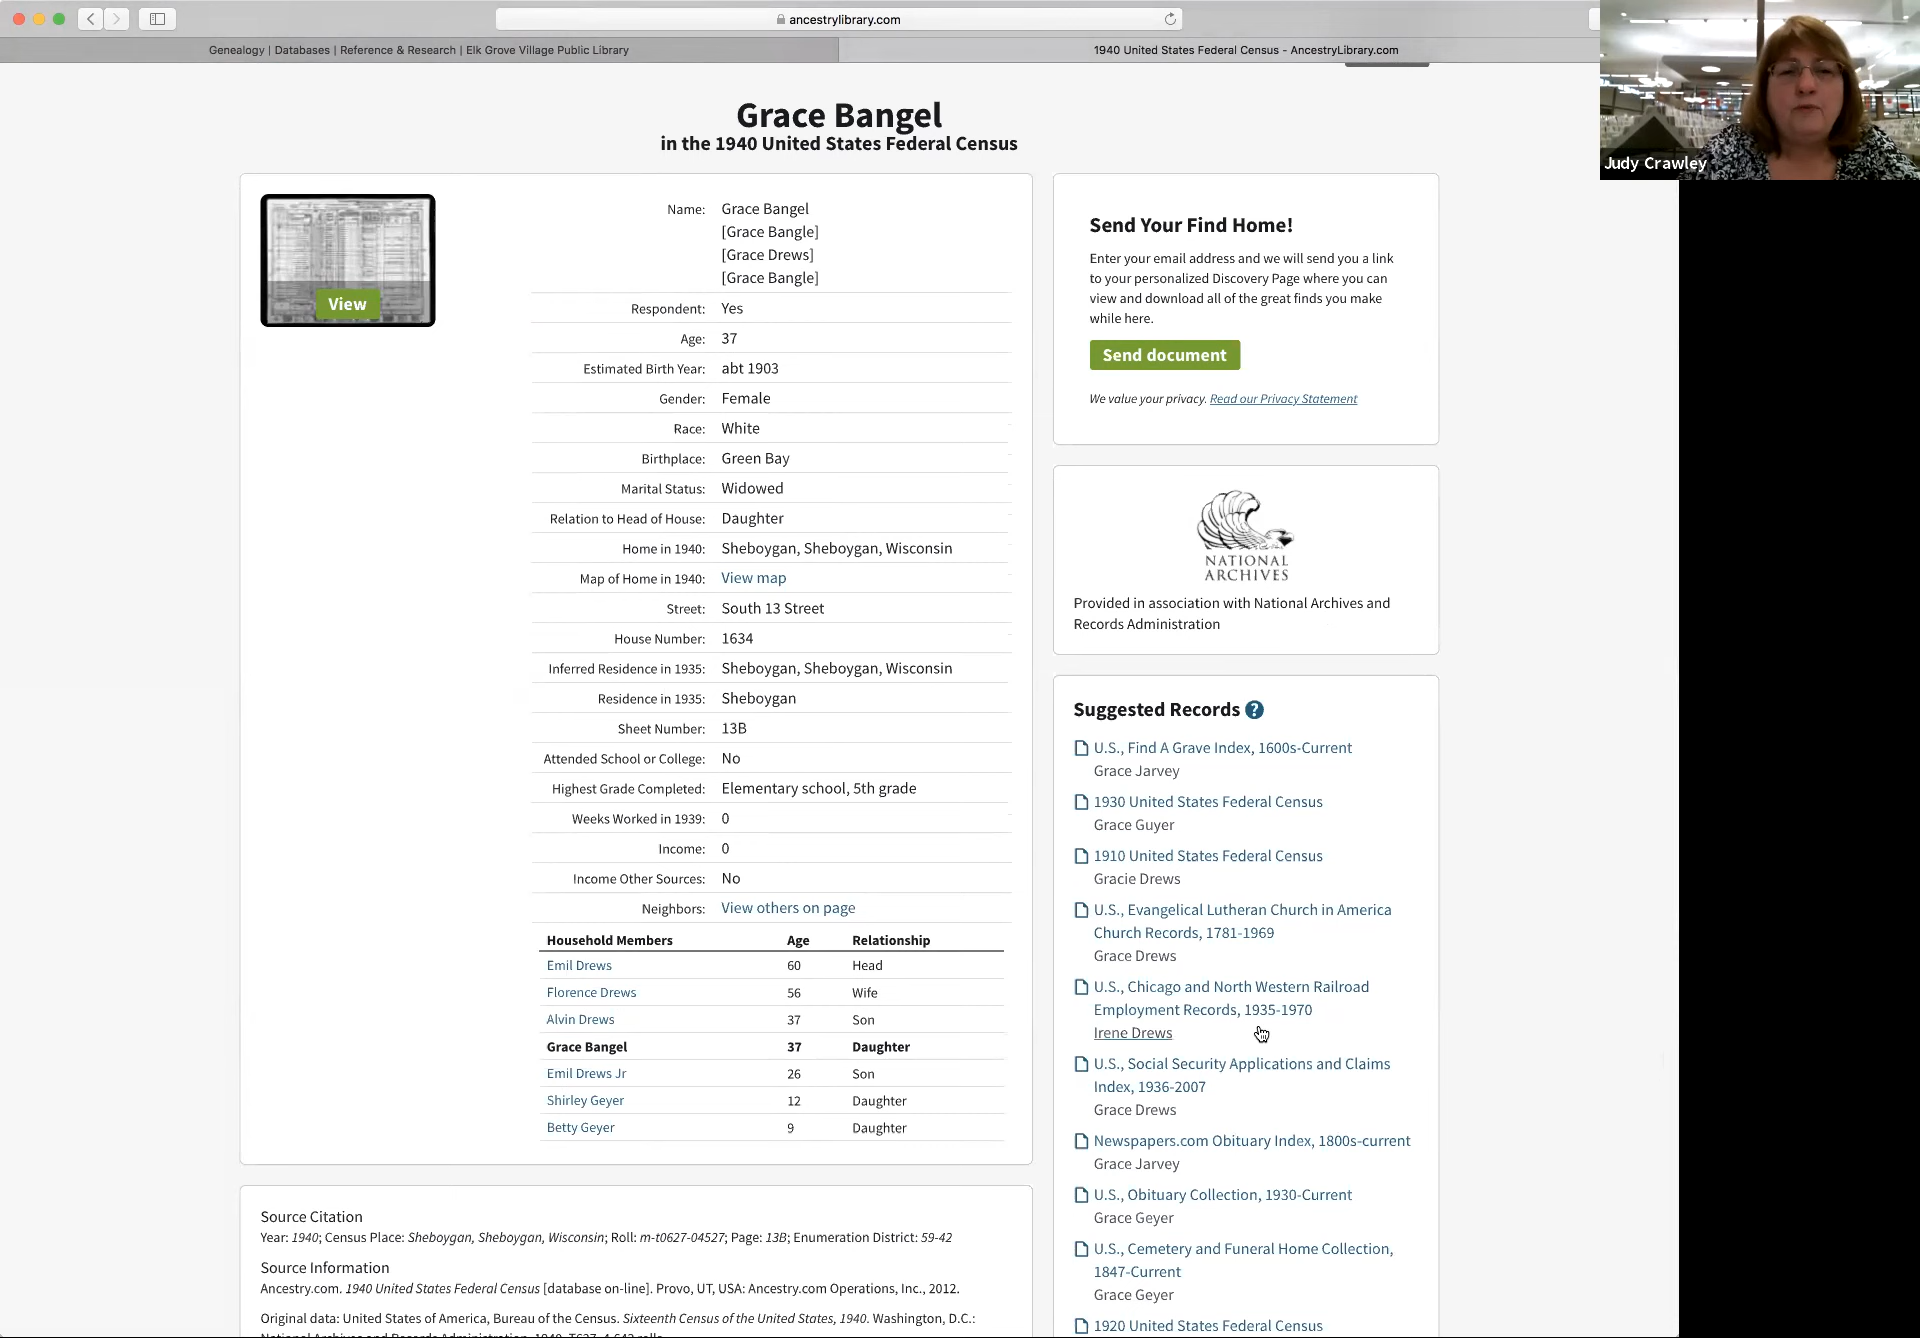 ancestrylibrary.com
Genealogy | Databases | Reference & Research | Elk Grove Village Public Library
1940 United States Federal Census - AncestryLibrary.com
Judy Crawley
Grace Bangel
in the 1940 United States Federal Census
View
Name: Grace Bangel
[Grace Bangle]
[Grace Drews]
[Grace Bangle]
Respondent: Yes
Age: 37
Estimated Birth Year: abt 1903
Gender: Female
Race: White
Birthplace: Green Bay
Marital Status: Widowed
Relation to Head of House: Daughter
Home in 1940: Sheboygan, Sheboygan, Wisconsin
Map of Home in 1940: View map
Street: South 13 Street
House Number: 1634
Inferred Residence in 1935: Sheboygan, Sheboygan, Wisconsin
Residence in 1935: Sheboygan
Sheet Number: 13B
Attended School or College: No
Highest Grade Completed: Elementary school, 5th grade
Weeks Worked in 1939: 0
Income: 0
Income Other Sources: No
Neighbors: View others on page
Household Members Age Relationship
Emil Drews 60 Head
Florence Drews 56 Wife
Alvin Drews 37 Son
Grace Bangel 37 Daughter
Emil Drews Jr 26 Son
Shirley Geyer 12 Daughter
Betty Geyer 9 Daughter
Source Citation
Year: 1940; Census Place: Sheboygan, Sheboygan, Wisconsin; Roll: m-t0627-04527; Page: 13B; Enumeration District: 59-42
Source Information
Ancestry.com. 1940 United States Federal Census [database on-line]. Provo, UT, USA: Ancestry.com Operations, Inc., 2012.
Original data: United States of America, Bureau of the Census. Sixteenth Census of the United States, 1940. Washington, D.C.:
Send Your Find Home!
Enter your email address and we will send you a link
to your personalized Discovery Page where you can
view and download all of the great finds you make
while here.
Send document
We value your privacy. Read our Privacy Statement
NATIONAL
ARCHIVES
Provided in association with National Archives and
Records Administration
Suggested Records ?
U.S., Find A Grave Index, 1600s-Current
Grace Jarvey
1930 United States Federal Census
Grace Guyer
1910 United States Federal Census
Gracie Drews
U.S., Evangelical Lutheran Church in America
Church Records, 1781-1969
Grace Drews
U.S., Chicago and North Western Railroad
Employment Records, 1935-1970
Irene Drews
U.S., Social Security Applications and Claims
Index, 1936-2007
Grace Drews
Newspapers.com Obituary Index, 1800s-current
Grace Jarvey
U.S., Obituary Collection, 1930-Current
Grace Geyer
U.S., Cemetery and Funeral Home Collection,
1847-Current
Grace Geyer
1920 United States Federal Census